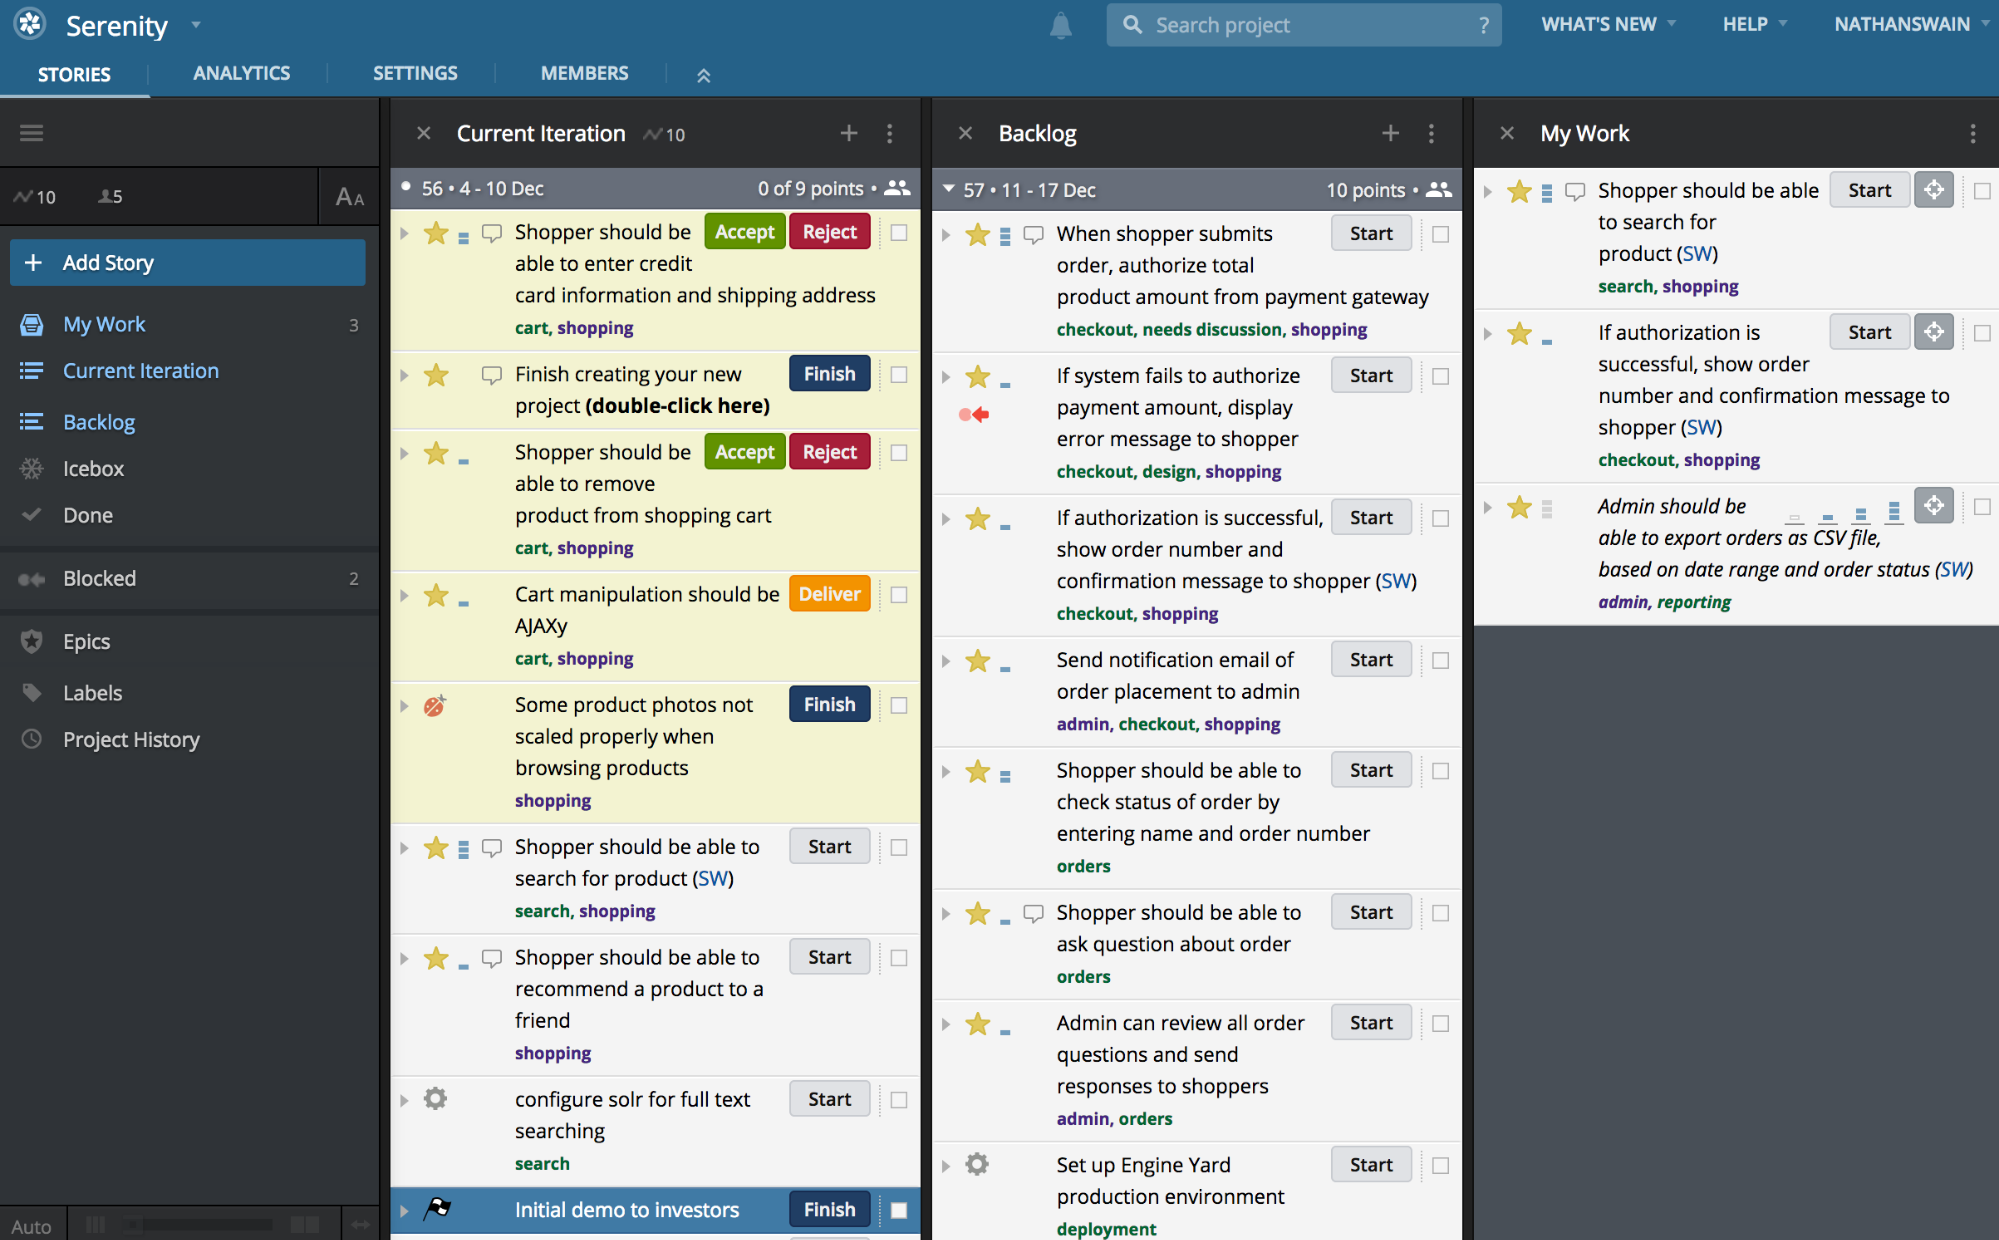 Serenity
Search project ?
WHAT'S NEW
HELP
NATHANSWAIN
STORIES
ANALYTICS
SETTINGS
MEMBERS
10
5
AA
+ Add Story
My Work 3
Current Iteration
Backlog
Icebox
Done
Blocked 2
Epics
Labels
Project History
Auto
Current Iteration 10
56 • 4 - 10 Dec 0 of 9 points •
Shopper should be Accept Reject
able to enter credit
card information and shipping address
cart, shopping
Finish creating your new Finish
project (double-click here)
Shopper should be Accept Reject
able to remove
product from shopping cart
cart, shopping
Cart manipulation should be Deliver
AJAXy
cart, shopping
Some product photos not Finish
scaled properly when
browsing products
shopping
Shopper should be able to Start
search for product (SW)
search, shopping
Shopper should be able to Start
recommend a product to a
friend
shopping
configure solr for full text Start
searching
search
Initial demo to investors Finish
Backlog
57 • 11 - 17 Dec 10 points •
When shopper submits Start
order, authorize total
product amount from payment gateway
checkout, needs discussion, shopping
If system fails to authorize Start
payment amount, display
error message to shopper
checkout, design, shopping
If authorization is successful, Start
show order number and
confirmation message to shopper (SW)
checkout, shopping
Send notification email of Start
order placement to admin
admin, checkout, shopping
Shopper should be able to Start
check status of order by
entering name and order number
orders
Shopper should be able to Start
ask question about order
orders
Admin can review all order Start
questions and send
responses to shoppers
admin, orders
Set up Engine Yard Start
production environment
deployment
My Work
Shopper should be able Start
to search for
product (SW)
search, shopping
If authorization is Start
successful, show order
number and confirmation message to
shopper (SW)
checkout, shopping
Admin should be
able to export orders as CSV file,
based on date range and order status (SW)
admin, reporting